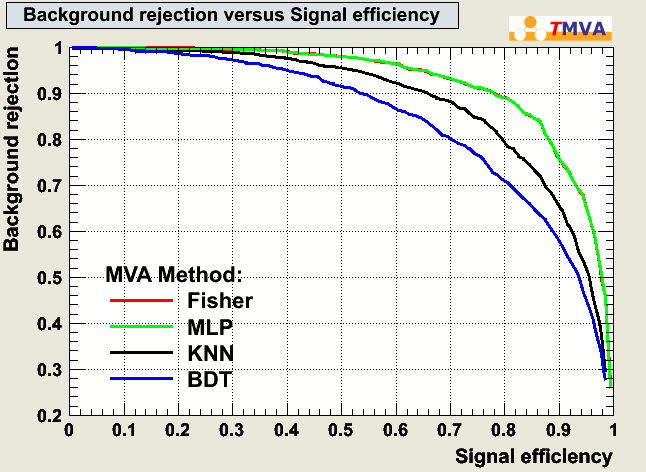 Background rejection versus Signal efficiency
TMVA
Background rejection
1
0.9
0.8
0.7
0.6
0.5
0.4
0.3
0.2
MVA Method:
Fisher
MLP
KNN
BDT
0 0.1 0.2 0.3 0.4 0.5 0.6 0.7 0.8 0.9 1
Signal efficiency